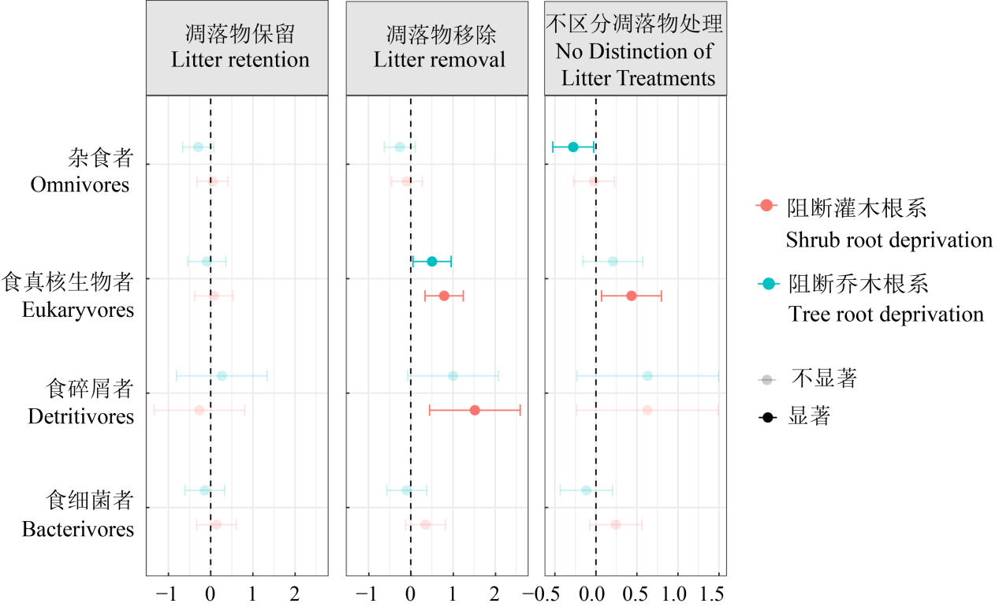 凋落物保留
Litter retention
凋落物移除
Litter removal
不区分凋落物处理
No Distinction of
Litter Treatments
杂食者
Omnivores
食真核生物者
Eukaryvores
食碎屑者
Detritivores
食细菌者
Bacterivores
阻断灌木根系
Shrub root deprivation
阻断乔木根系
Tree root deprivation
不显著
显著
−1 0 1 2
−1 0 1 2
−0.5 0.0 0.5 1.0 1.5